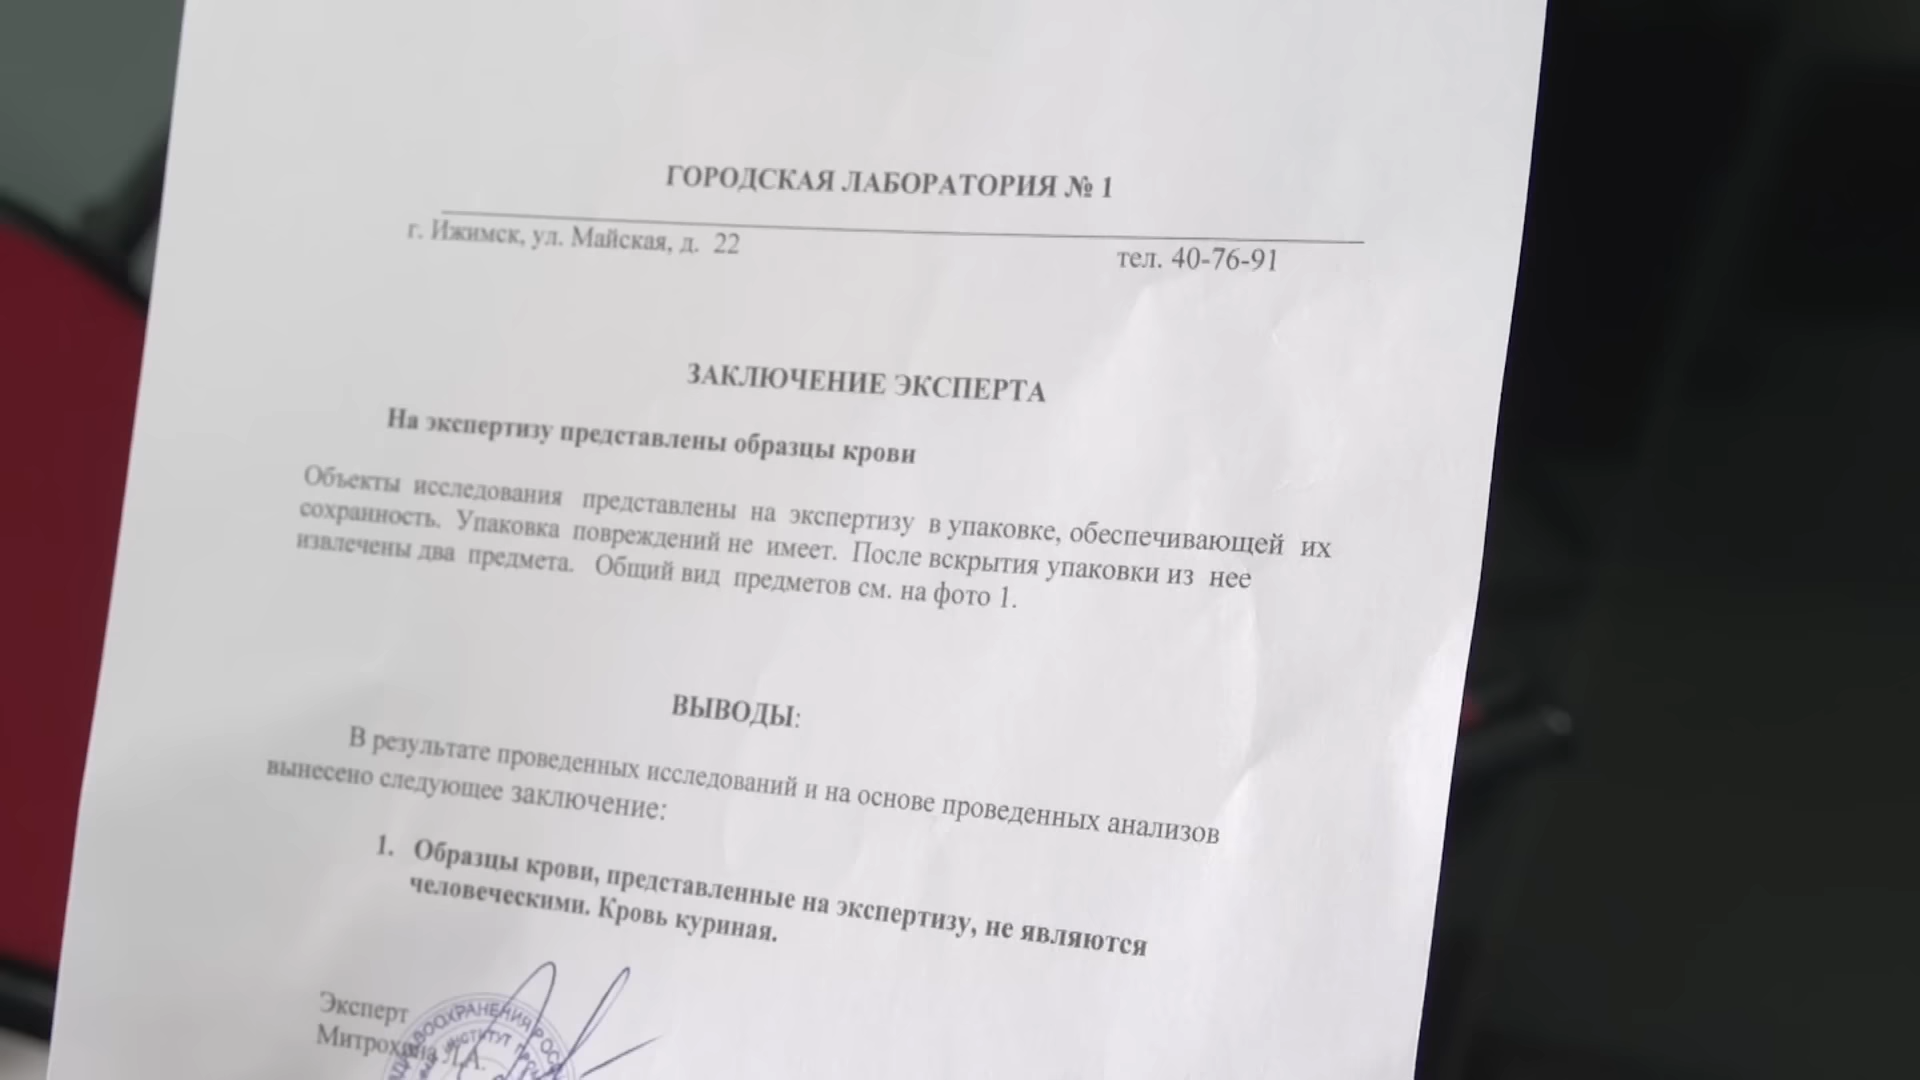 ГОРОДСКАЯ ЛАБОРАТОРИЯ № 1
г. Ижимск, ул. Майская, д. 22
тел. 40-76-91
ЗАКЛЮЧЕНИЕ ЭКСПЕРТА
На экспертизу представлены образцы крови
Объекты исследования представлены на экспертизу в упаковке, обеспечивающей их
сохранность. Упаковка повреждений не имеет. После вскрытия упаковки из нее
извлечены два предмета. Общий вид предметов см. на фото 1.
ВЫВОДЫ:
В результате проведенных исследований и на основе проведенных анализов
вынесено следующее заключение:
1. Образцы крови, представленные на экспертизу, не являются
человеческими. Кровь куриная.
Эксперт
Митрохина Л.А.